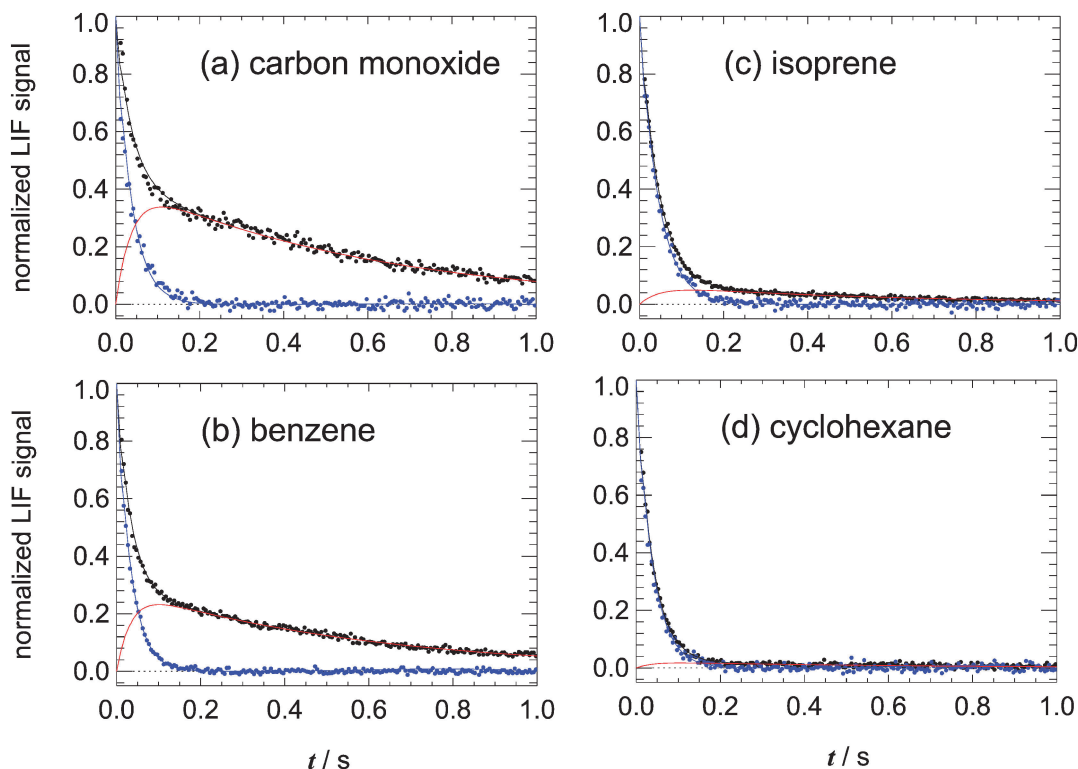 normalized LIF signal
(a) carbon monoxide
1.0
0.8
0.6
0.4
0.2
0.0
0.0 0.2 0.4 0.6 0.8 1.0
(c) isoprene
1.0
0.8
0.6
0.4
0.2
0.0
0.0 0.2 0.4 0.6 0.8 1.0
normalized LIF signal
(b) benzene
1.0
0.8
0.6
0.4
0.2
0.0
0.0 0.2 0.4 0.6 0.8 1.0
t / s
(d) cyclohexane
1.0
0.8
0.6
0.4
0.2
0.0
0.0 0.2 0.4 0.6 0.8 1.0
t / s